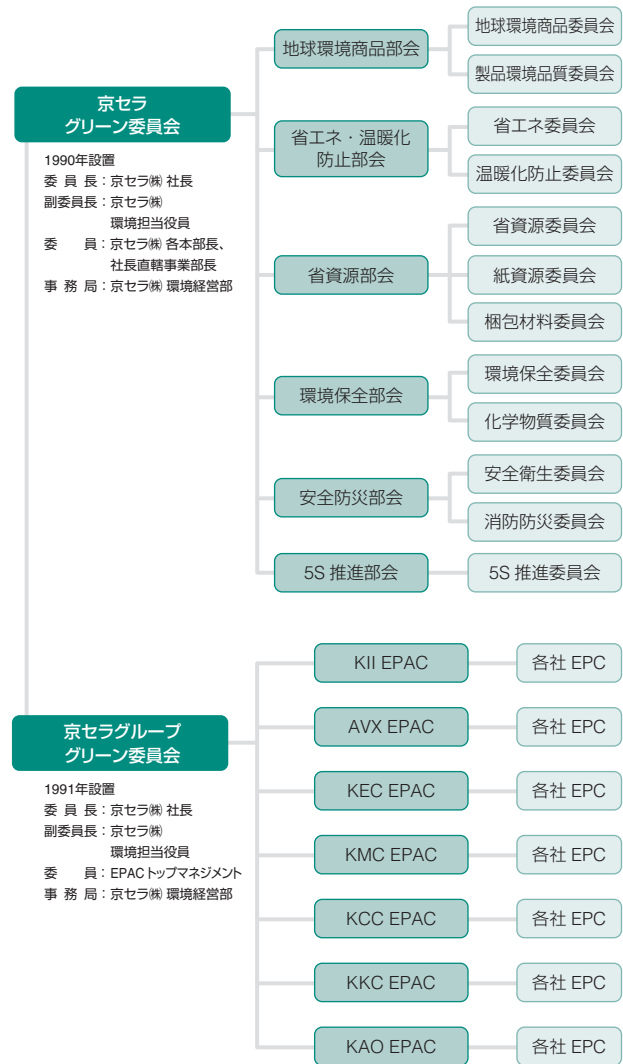 京セラ
グリーン委員会
1990年設置
委員長：京セラ㈱ 社長
副委員長：京セラ㈱
環境担当役員
委　員：京セラ㈱ 各本部長、
社長直轄事業部長
事務局：京セラ㈱ 環境経営部
地球環境商品部会
地球環境商品委員会
製品環境品質委員会
省エネ・温暖化
防止部会
省エネ委員会
温暖化防止委員会
省資源部会
省資源委員会
紙資源委員会
梱包材料委員会
環境保全部会
環境保全委員会
化学物質委員会
安全防災部会
安全衛生委員会
消防防災委員会
5S 推進部会
5S 推進委員会
京セラグループ
グリーン委員会
1991年設置
委員長：京セラ㈱ 社長
副委員長：京セラ㈱
環境担当役員
委　員：EPACトップマネジメント
事務局：京セラ㈱ 環境経営部
KII EPAC
各社 EPC
AVX EPAC
各社 EPC
KEC EPAC
各社 EPC
KMC EPAC
各社 EPC
KCC EPAC
各社 EPC
KKC EPAC
各社 EPC
KAO EPAC
各社 EPC